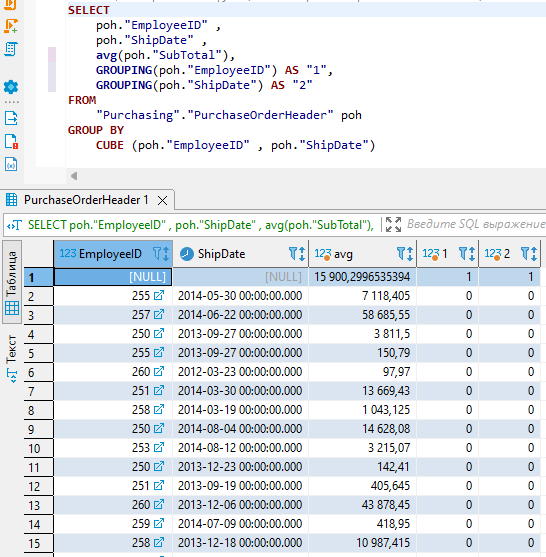 SELECT
poh."EmployeeID" ,
poh."ShipDate" ,
avg(poh."SubTotal"),
GROUPING(poh."EmployeeID") AS "1",
GROUPING(poh."ShipDate") AS "2"
FROM
"Purchasing"."PurchaseOrderHeader" poh
GROUP BY
CUBE (poh."EmployeeID" , poh."ShipDate")
PurchaseOrderHeader 1
SELECT poh."EmployeeID" , poh."ShipDate" , avg(poh."SubTotal"), Введите SQL выражение
Таблица
Текст
123 EmployeeID ShipDate 123 avg 123 1 123 2
1 [NULL] [NULL] 15 900,2996535394 1 1
2 255 2014-05-30 00:00:00.000 7 118,405 0 0
3 257 2014-06-22 00:00:00.000 58 685,55 0 0
4 250 2013-09-27 00:00:00.000 3 811,5 0 0
5 255 2013-09-27 00:00:00.000 150,79 0 0
6 260 2012-03-23 00:00:00.000 97,97 0 0
7 251 2014-03-30 00:00:00.000 13 669,43 0 0
8 258 2014-03-19 00:00:00.000 1 043,125 0 0
9 250 2014-08-04 00:00:00.000 14 628,08 0 0
10 253 2014-08-12 00:00:00.000 3 215,07 0 0
11 250 2013-12-23 00:00:00.000 142,41 0 0
12 251 2013-09-19 00:00:00.000 405,645 0 0
13 260 2013-12-06 00:00:00.000 43 878,45 0 0
14 259 2014-07-09 00:00:00.000 418,95 0 0
15 258 2013-12-18 00:00:00.000 10 987,415 0 0